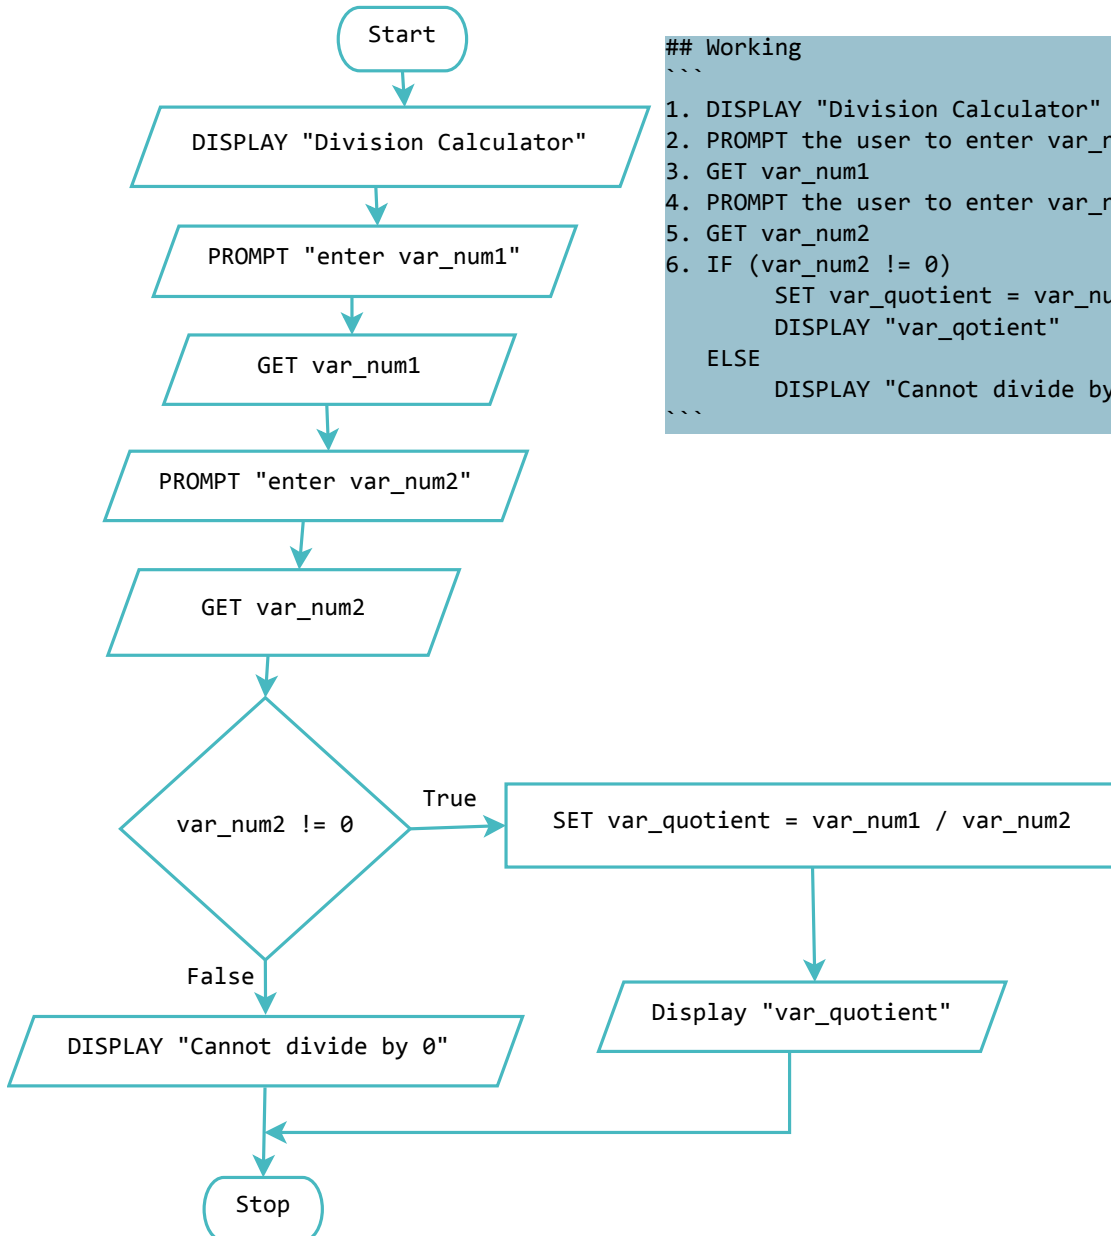 Start
DISPLAY "Division Calculator"
PROMPT "enter var_num1"
GET var_num1
PROMPT "enter var_num2"
GET var_num2
var_num2 != 0
True
SET var_quotient = var_num1 / var_num2
Display "var_quotient"
False
DISPLAY "Cannot divide by 0"
Stop
## Working
```
1. DISPLAY "Division Calculator"
2. PROMPT the user to enter
3. GET var_num1
4. PROMPT the user to enter
5. GET var_num2
6. IF (var_num2 != 0)
SET var_quotient =
DISPLAY "var_qotient"
ELSE
DISPLAY "Cannot divide by
```